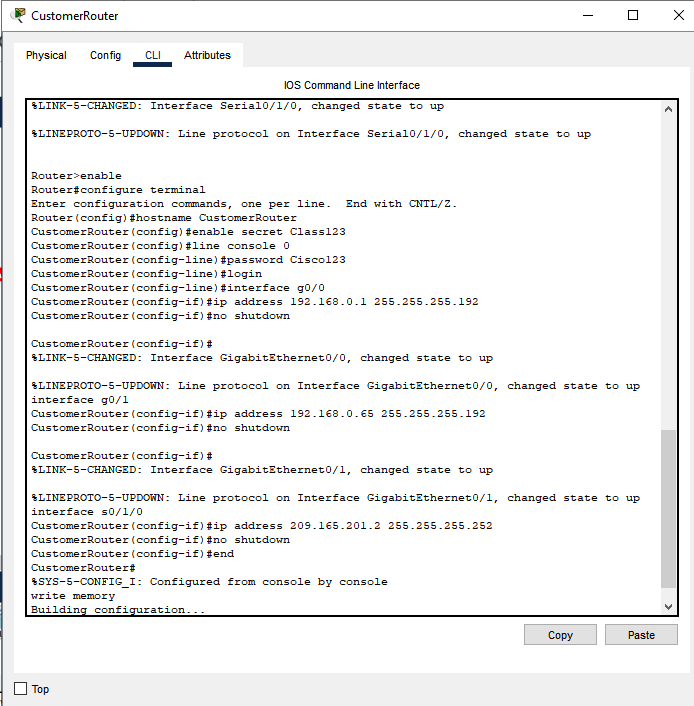 CustomerRouter
Physical Config CLI Attributes
IOS Command Line Interface
%LINK-5-CHANGED: Interface Serial0/1/0, changed state to up
%LINEPROTO-5-UPDOWN: Line protocol on Interface Serial0/1/0, changed state to up
Router>enable
Router#configure terminal
Enter configuration commands, one per line.  End with CNTL/Z.
Router(config)#hostname CustomerRouter
CustomerRouter(config)#enable secret Class123
CustomerRouter(config)#line console 0
CustomerRouter(config-line)#password Cisco123
CustomerRouter(config-line)#login
CustomerRouter(config-line)#interface g0/0
CustomerRouter(config-if)#ip address 192.168.0.1 255.255.255.192
CustomerRouter(config-if)#no shutdown
CustomerRouter(config-if)#
%LINK-5-CHANGED: Interface GigabitEthernet0/0, changed state to up
%LINEPROTO-5-UPDOWN: Line protocol on Interface GigabitEthernet0/0, changed state to up
interface g0/1
CustomerRouter(config-if)#ip address 192.168.0.65 255.255.255.192
CustomerRouter(config-if)#no shutdown
CustomerRouter(config-if)#
%LINK-5-CHANGED: Interface GigabitEthernet0/1, changed state to up
%LINEPROTO-5-UPDOWN: Line protocol on Interface GigabitEthernet0/1, changed state to up
interface s0/1/0
CustomerRouter(config-if)#ip address 209.165.201.2 255.255.255.252
CustomerRouter(config-if)#no shutdown
CustomerRouter(config-if)#end
CustomerRouter#
%SYS-5-CONFIG_I: Configured from console by console
write memory
Building configuration...
Copy Paste
Top